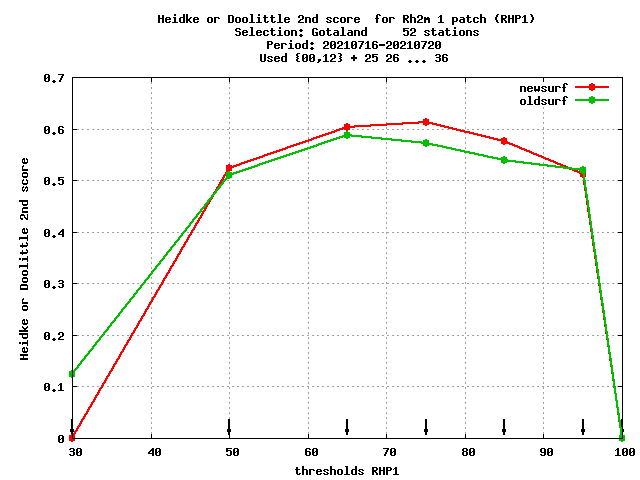 Heidke or Doolittle 2nd score  for Rh2m 1 patch (RHP1)
Selection: Gotaland     52 stations
Period: 20210716-20210720
Used {00,12} + 25 26 ... 36
newsurf
oldsurf
Heidke or Doolittle 2nd score
0.7
0.6
0.5
0.4
0.3
0.2
0.1
0
30 40 50 60 70 80 90 100
thresholds RHP1